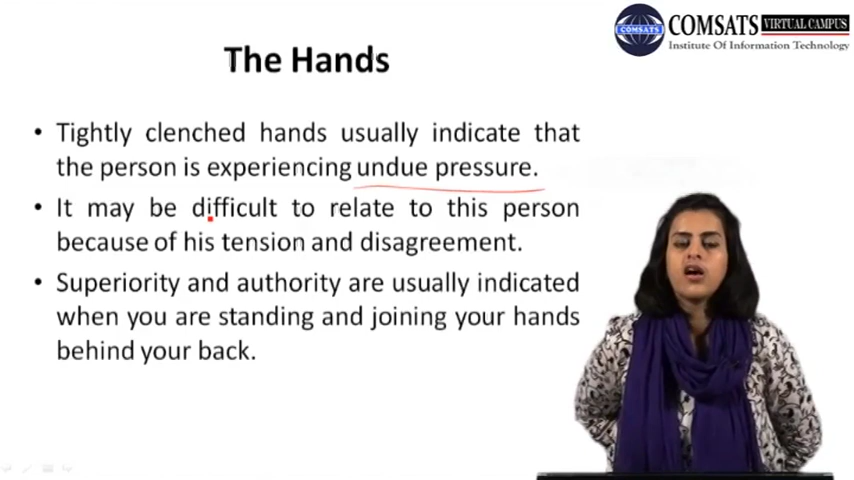 COMSATS VIRTUAL CAMPUS
COMSATS
Institute Of Information Technology
The Hands
• Tightly clenched hands usually indicate that
the person is experiencing undue pressure.
• It may be difficult to relate to this person
because of his tension and disagreement.
• Superiority and authority are usually indicated
when you are standing and joining your hands
behind your back.